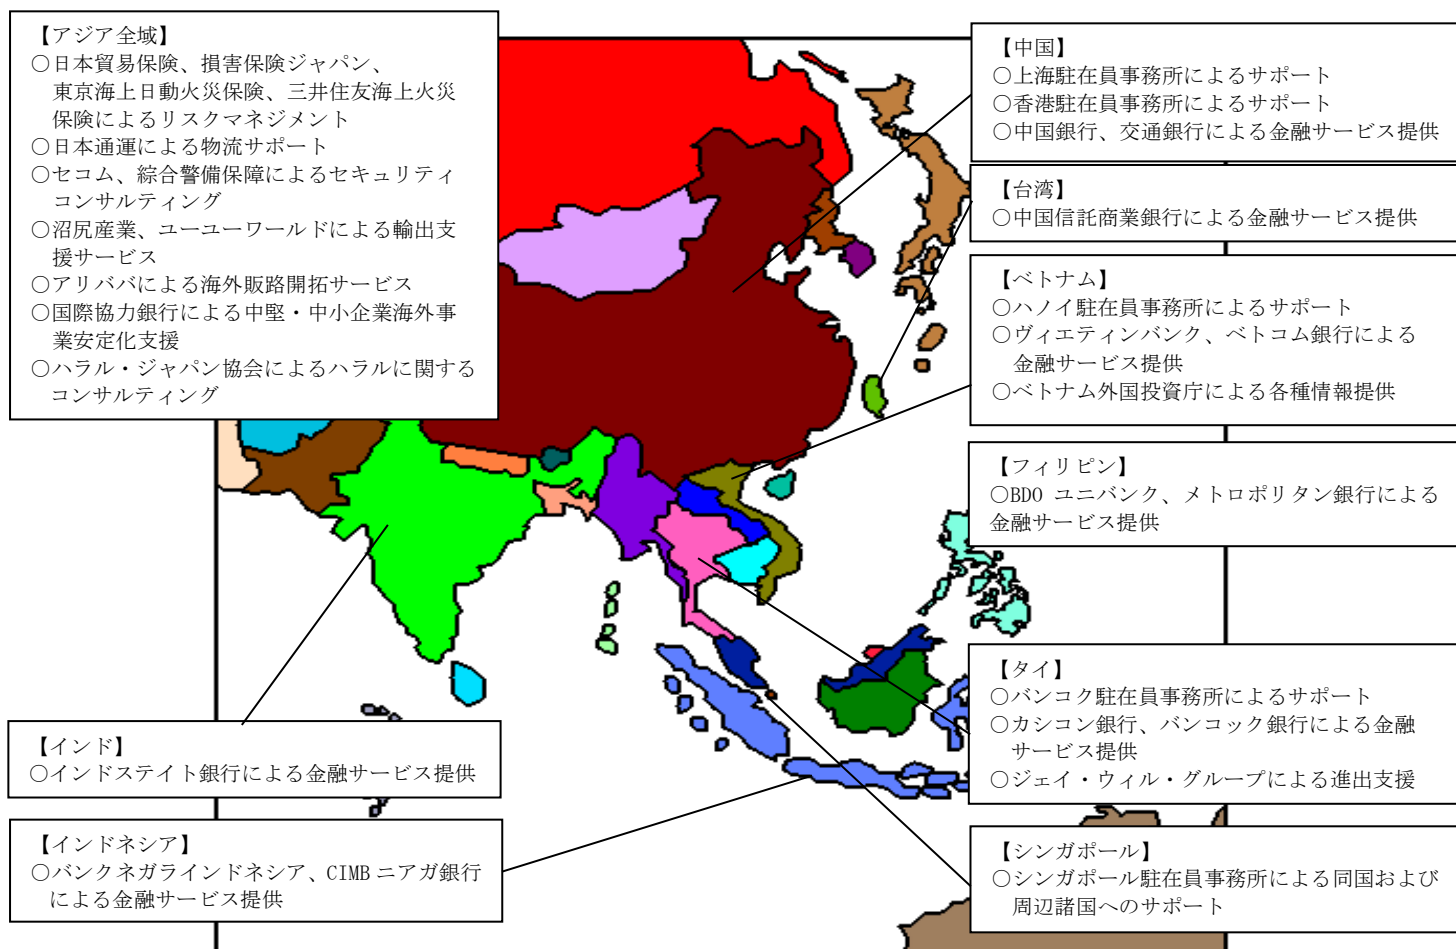 【アジア全域】
○日本貿易保険、損害保険ジャパン、
東京海上日動火災保険、三井住友海上火災
保険によるリスクマネジメント
○日本通運による物流サポート
○セコム、綜合警備保障によるセキュリティ
コンサルティング
○沼尻産業、ユーユーワールドによる輸出支
援サービス
○アリババによる海外販路開拓サービス
○国際協力銀行による中堅・中小企業海外事
業安定化支援
○ハラル・ジャパン協会によるハラルに関する
コンサルティング
【インド】
○インドステイト銀行による金融サービス提供
【インドネシア】
○バンクネガラインドネシア、CIMB ニアガ銀行
による金融サービス提供
【中国】
○上海駐在員事務所によるサポート
○香港駐在員事務所によるサポート
○中国銀行、交通銀行による金融サービス提供
【台湾】
○中国信託商業銀行による金融サービス提供
【ベトナム】
○ハノイ駐在員事務所によるサポート
○ヴィエティンバンク、ベトコム銀行による
金融サービス提供
○ベトナム外国投資庁による各種情報提供
【フィリピン】
○BDO ユニバンク、メトロポリタン銀行による
金融サービス提供
【タイ】
○バンコク駐在員事務所によるサポート
○カシコン銀行、バンコック銀行による金融
サービス提供
○ジェイ・ウィル・グループによる進出支援
【シンガポール】
○シンガポール駐在員事務所による同国および
周辺諸国へのサポート